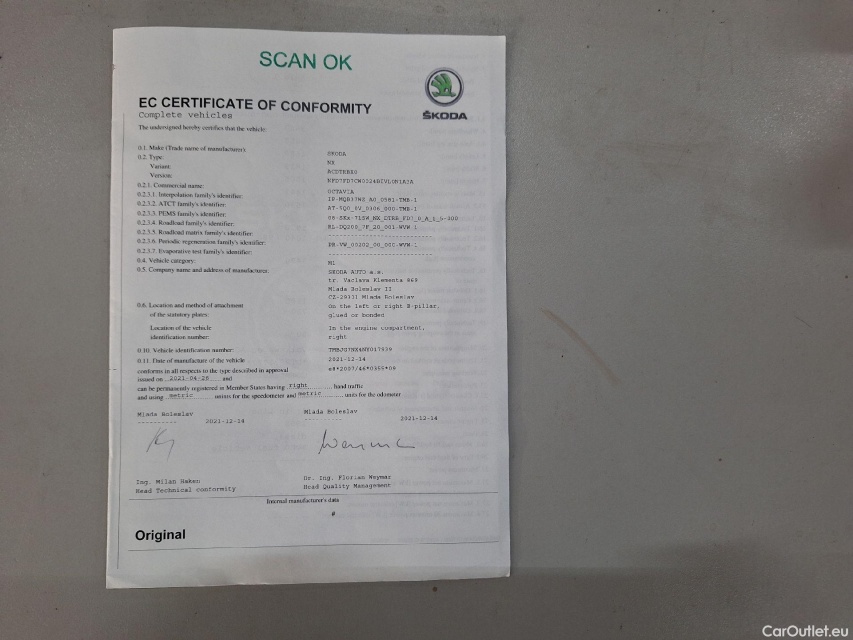 SCAN OK
EC CERTIFICATE OF CONFORMITY
Complete vehicles
The undersigned hereby certifies that the vehicle:
ŠKODA
0.1. Make (Trade name of manufacturer): SKODA
0.2. Type: NX
Variant:
Version:
0.2.1. Commercial name: OCTAVIA
0.2.3.1. Interpolation family's identifier:
0.2.3.2. ATCT family's identifier:
0.2.3.3. PEMS family's identifier:
0.2.3.4. Roadload family's identifier:
0.2.3.5. Roadload matrix family's identifier: --------------------------
0.2.3.6. Periodic regeneration family's identifier: PR-VW_00202_00_000-WVW-1
0.2.3.7. Evaporative test family's identifier: --------------------------
0.4. Vehicle category: M1
0.5. Company name and address of manufacturer: SKODA AUTO a.s.
tr. Vaclava Klementa 869
Mlada Boleslav II
CZ-29301 Mlada Boleslav
0.6. Location and method of attachment On the left or right B-pillar,
of the statutory plates: glued or bonded
Location of the vehicle In the engine compartment,
identification number: right
0.10. Vehicle identification number:
0.11. Date of manufacture of the vehicle 2021-12-14
conforms in all respects to the type described in approval e8*2007/46*0355*09
issued on 2021-04-28 and
can be permanently registered in Member States having right hand traffic
and using metric units for the speedometer and metric units for the odometer
Mlada Boleslav Mlada Boleslav
---------- 2021-12-14 ---------- 2021-12-14
Ing. Milan Haken Dr. Ing. Florian Weymar
Head Technical conformity Head Quality Management
Internal manufacturer's data
#
Original
CarOutlet.eu